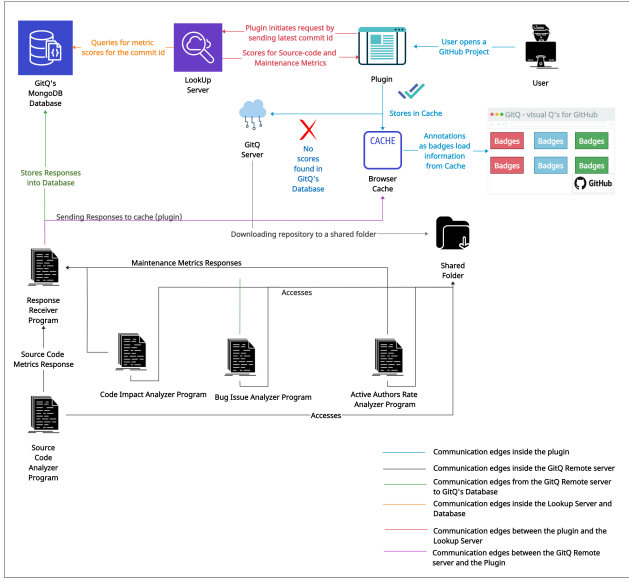 Plugin initiates request by
sending latest commit id
Queries for metric
scores for the commit id
User opens a
GitHub Project
Scores for Source-code and
Maintenance Metrics
GitQ's
MongoDB
Database
LookUp
Server
Plugin
User
Stores in Cache
GitQ - visual Q's for GitHub
Badges
Badges
Badges
Badges
Badges
Badges
GitHub
CACHE
Annotations
as badges load
information
from Cache
GitQ
Server
No
scores
found in
GitQ's
Database
Browser
Cache
Stores Responses
into Database
Sending Responses to cache (plugin)
Downloading repository to a shared folder
Shared
Folder
Maintenance Metrics Responses
Accesses
Response
Receiver
Program
Source Code
Metrics Response
Code Impact Analyzer Program
Bug Issue Analyzer Program
Active Authors Rate
Analyzer Program
Accesses
Source
Code
Analyzer
Program
Communication edges inside the plugin
Communication edges inside the GitQ Remote server
Communication edges from the GitQ Remote server
to GitQ's Database
Communication edges inside the Lookup Server and
Database
Communication edges between the plugin and the
Lookup Server
Communication edges between the GitQ Remote
server and the Plugin